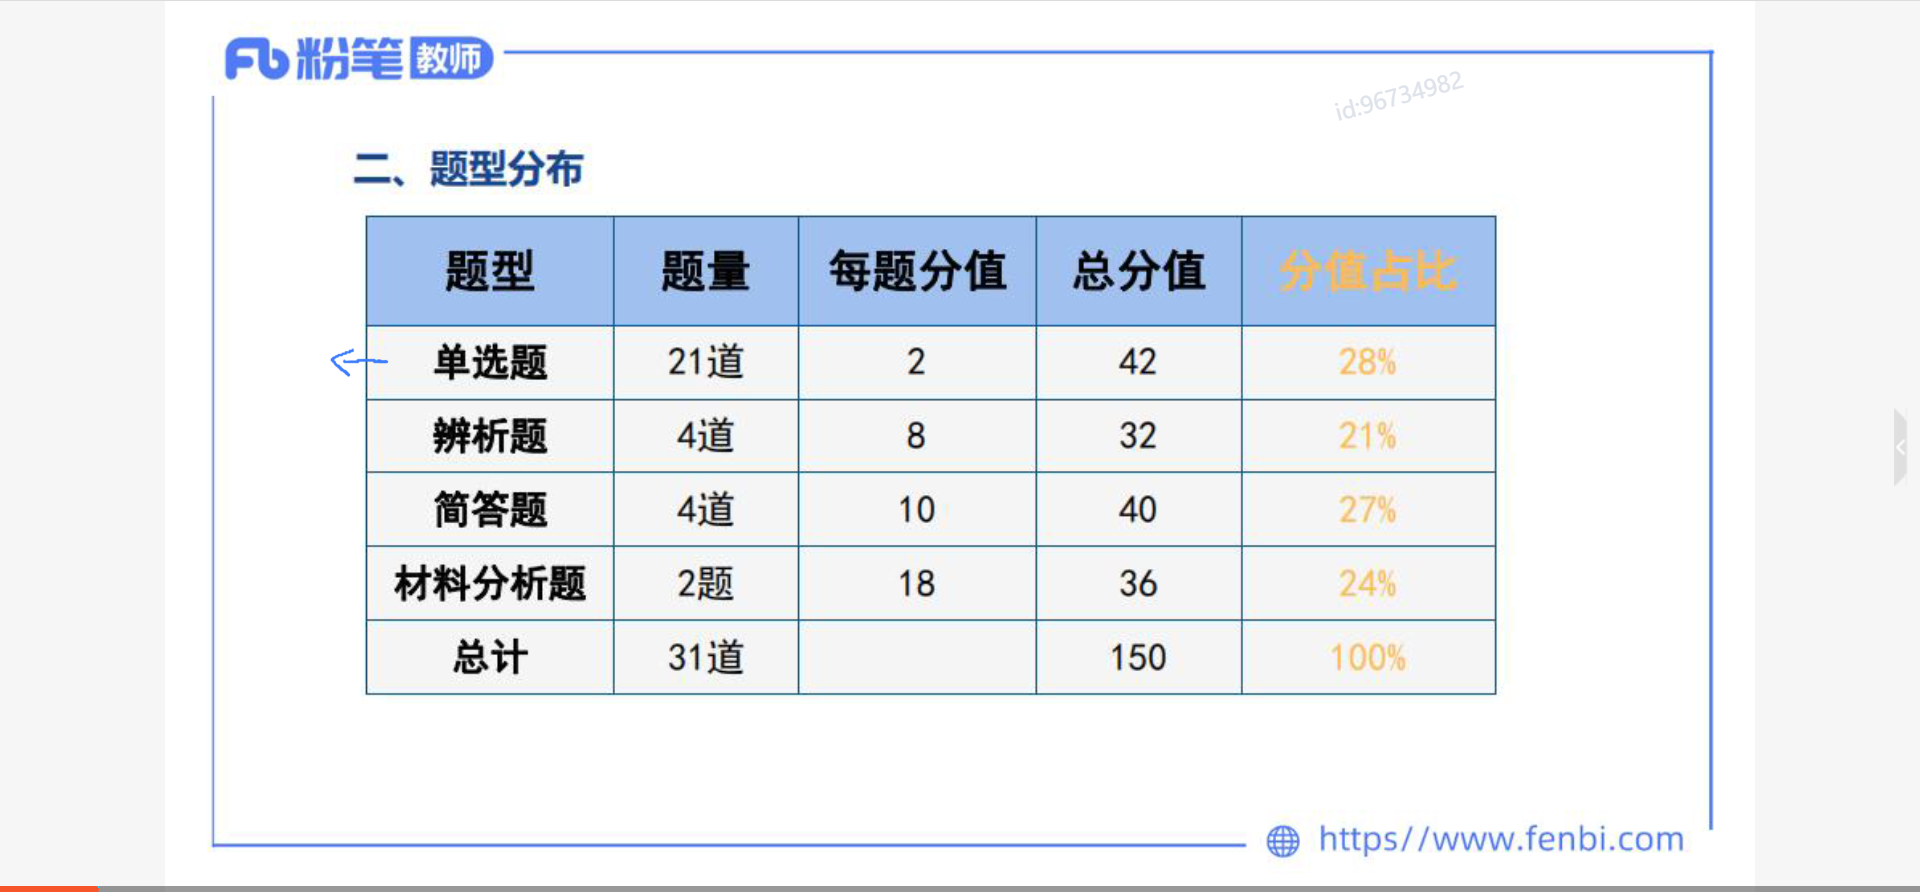 粉笔教师
id:96734982
二、题型分布
题型 题量 每题分值 总分值 分值占比
单选题 21道 2 42 28%
辨析题 4道 8 32 21%
简答题 4道 10 40 27%
材料分析题 2题 18 36 24%
总计 31道 150 100%
https//www.fenbi.com